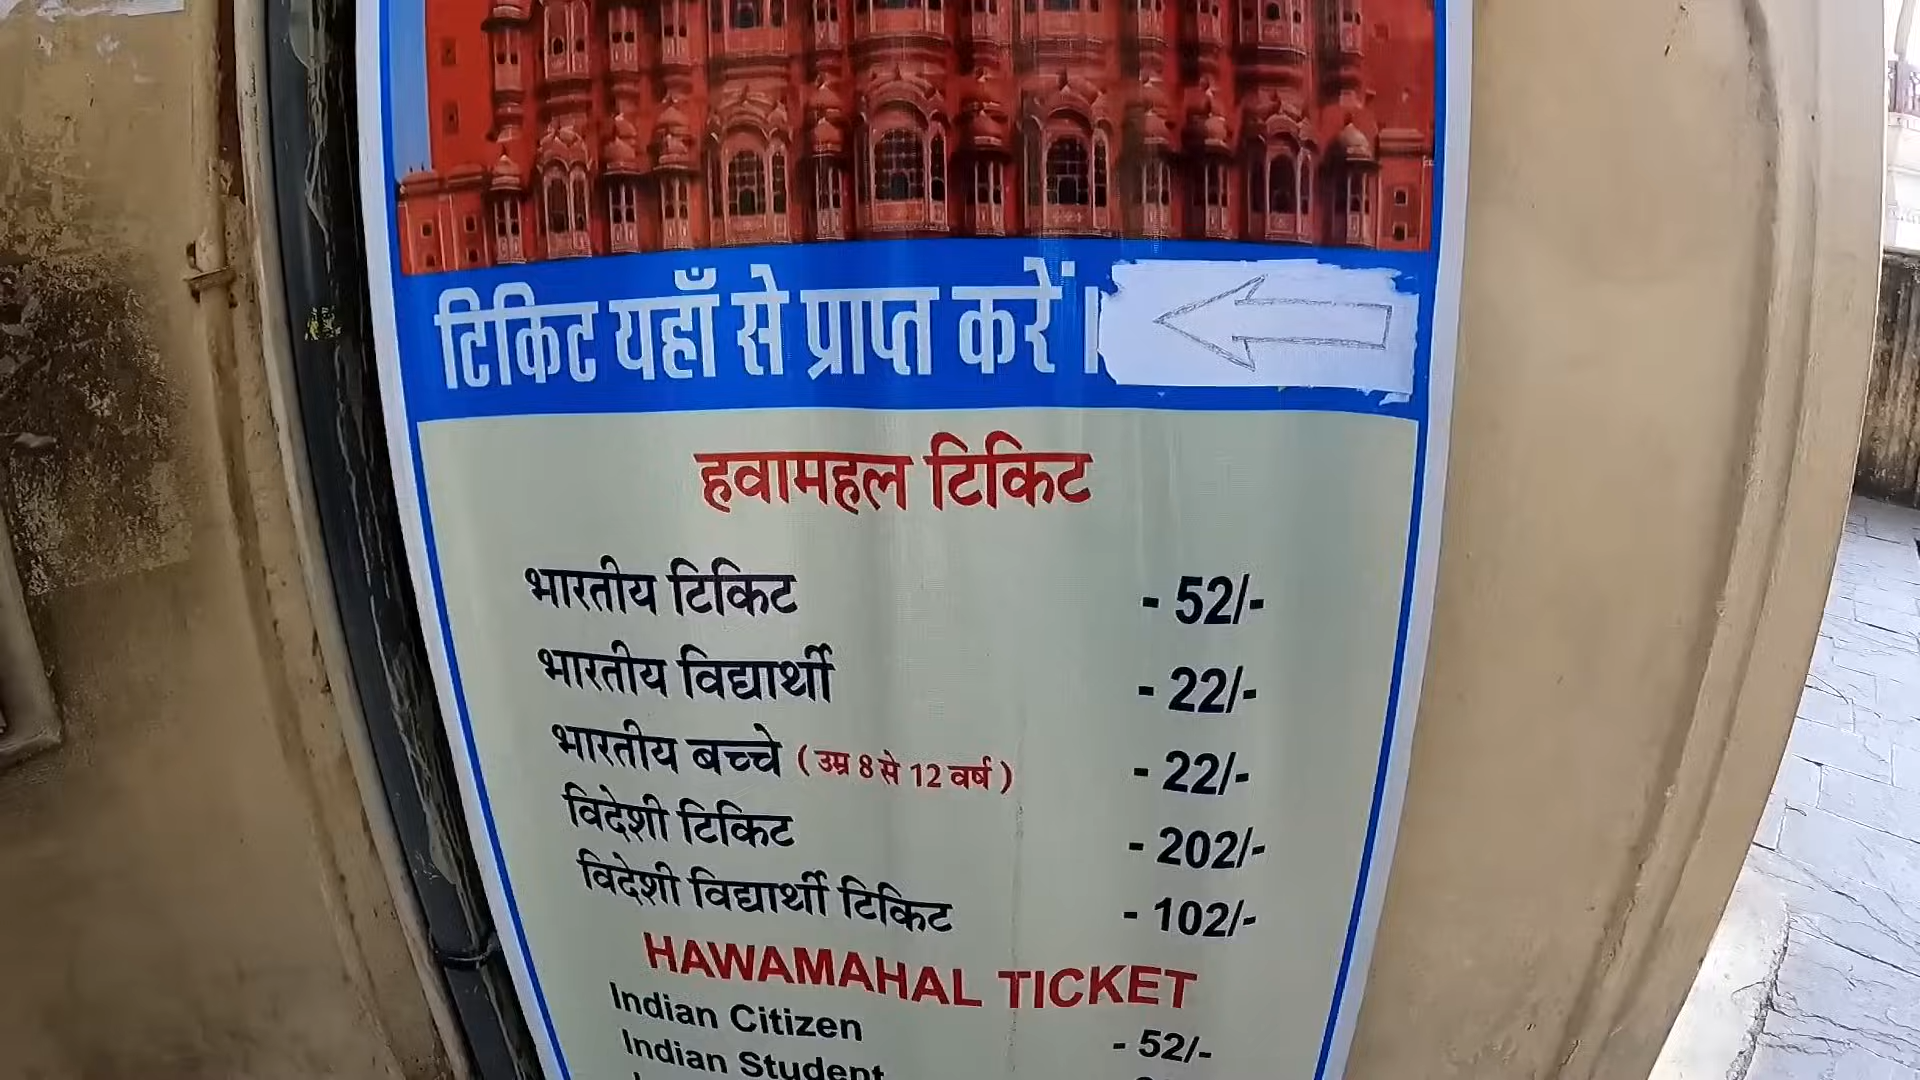 टिकिट यहाँ से प्राप्त करें।
हवामहल टिकिट
भारतीय टिकिट - 52/-
भारतीय विद्यार्थी - 22/-
भारतीय बच्चे ( उम्र 8 से 12 वर्ष ) - 22/-
विदेशी टिकिट - 202/-
विदेशी विद्यार्थी टिकिट - 102/-
HAWAMAHAL TICKET
Indian Citizen - 52/-
Indian Student